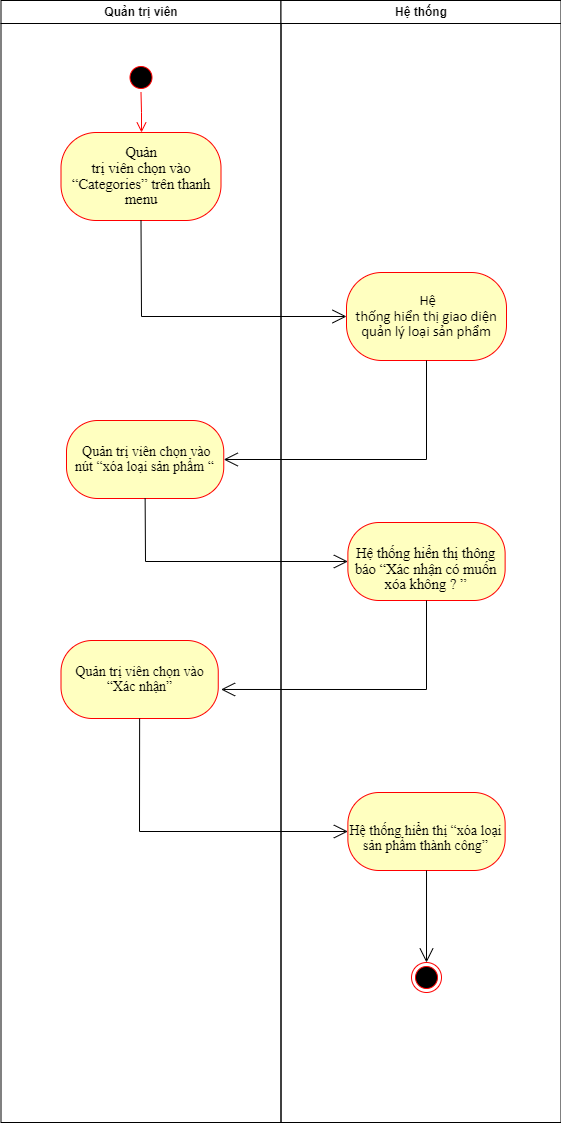 Quản trị viên
Hệ thống
Quản
trị viên chọn vào
“Categories” trên thanh
menu
Hệ
thống hiển thị giao diện
quản lý loại sản phẩm
Quản trị viên chọn vào
nút “xóa loại sản phẩm “
Hệ thống hiển thị thông
báo “Xác nhận có muốn
xóa không ? ”
Quản trị viên chọn vào
“Xác nhận”
Hệ thống hiển thị “xóa loại
sản phẩm thành công”